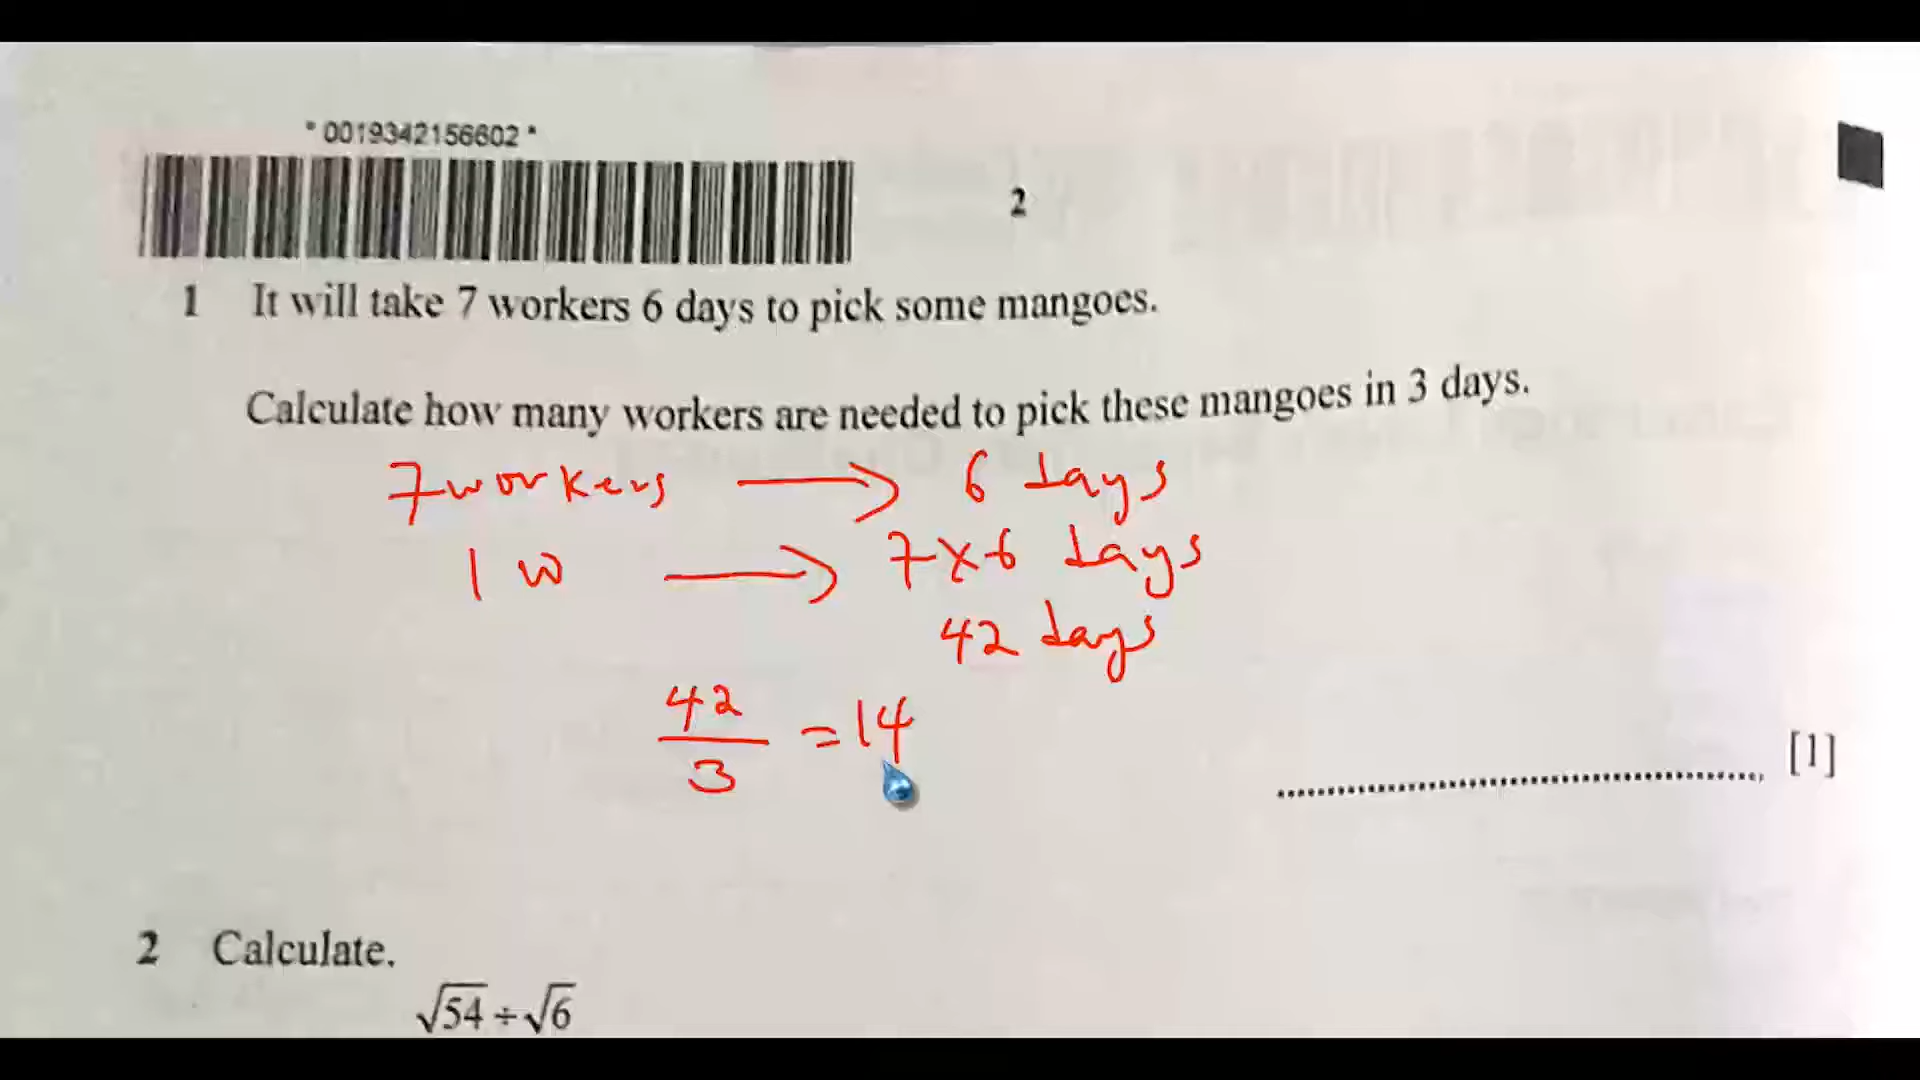 *0019342156602*
2
1 It will take 7 workers 6 days to pick some mangoes.
Calculate how many workers are needed to pick these mangoes in 3 days.
7workers → 6 days
1 w → 7×6 days
42 days
42/3 = 14
[1]
2 Calculate.
√54 ÷ √6